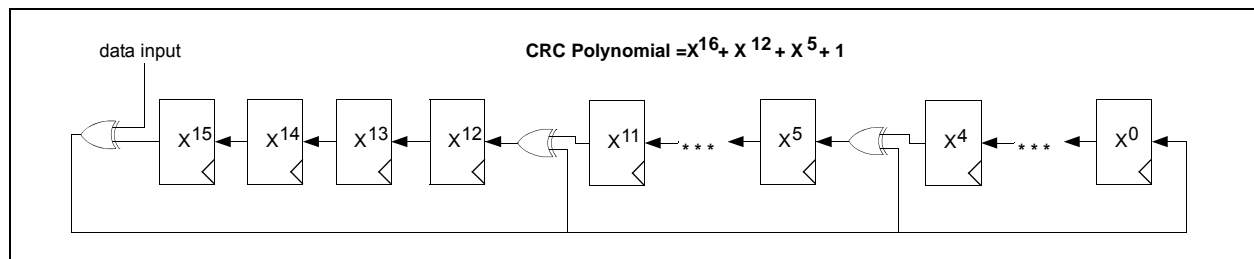 data input
CRC Polynomial =X16+ X 12 + X 5 + 1
X15 X14 X13 X12 X11 * * * X5 X4 * * * X0